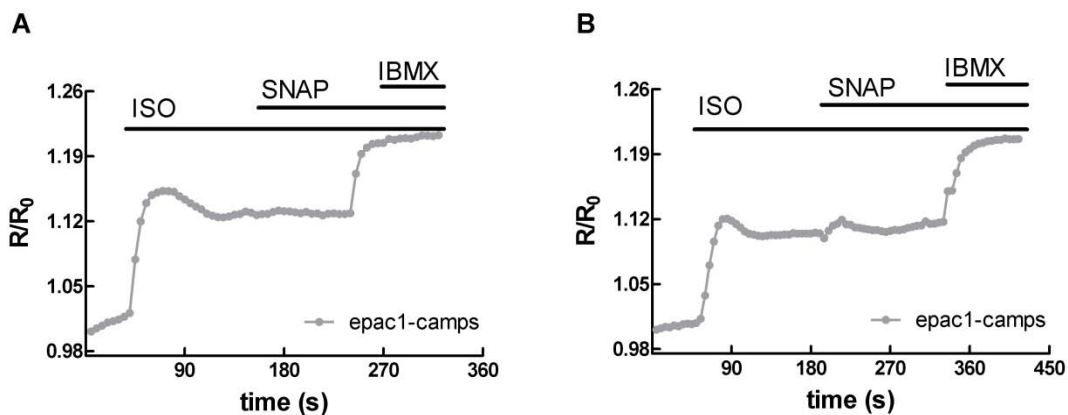 A
IBMX
SNAP
ISO
1.26
1.19
1.12
1.05
0.98
R/R0
epac1-camps
90
180
270
360
time (s)
B
IBMX
SNAP
ISO
1.26
1.19
1.12
1.05
0.98
R/R0
epac1-camps
90
180
270
360
450
time (s)